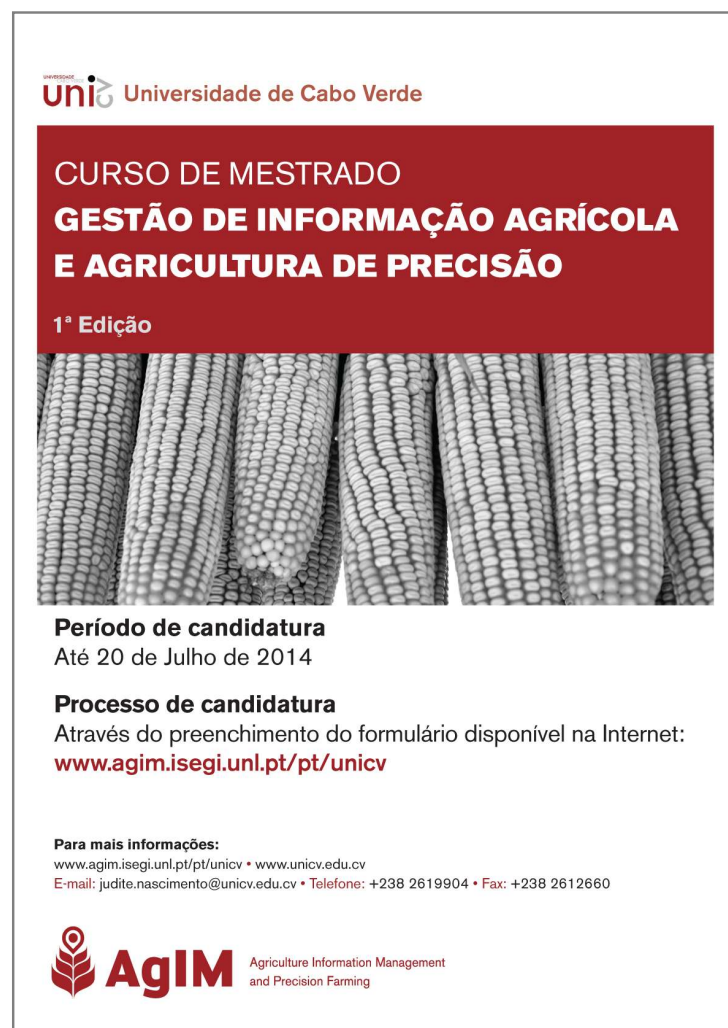 UNIVERSIDADE
CABO VERDE
uni cv Universidade de Cabo Verde
CURSO DE MESTRADO
GESTÃO DE INFORMAÇÃO AGRÍCOLA
E AGRICULTURA DE PRECISÃO
1ª Edição
Período de candidatura
Até 20 de Julho de 2014
Processo de candidatura
Através do preenchimento do formulário disponível na Internet:
www.agim.isegi.unl.pt/pt/unicv
Para mais informações:
www.agim.isegi.unl.pt/pt/unicv • www.unicv.edu.cv
E-mail: judite.nascimento@unicv.edu.cv • Telefone: +238 2619904 • Fax: +238 2612660
AgIM
Agriculture Information Management
and Precision Farming